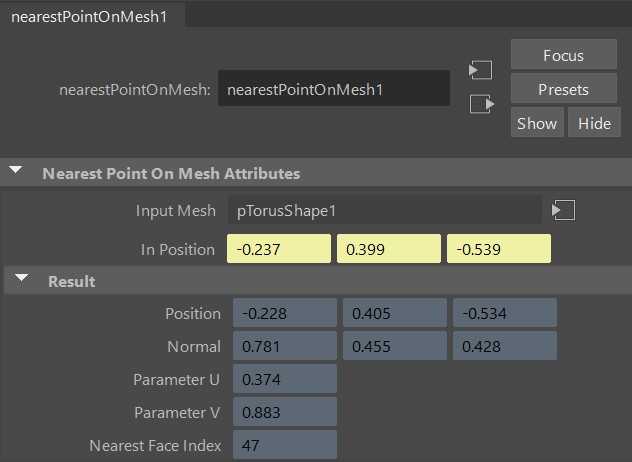 nearestPointOnMesh1
Focus
nearestPointOnMesh: nearestPointOnMesh1
Presets
Show Hide
Nearest Point On Mesh Attributes
Input Mesh pTorusShape1
In Position -0.237 0.399 -0.539
Result
Position -0.228 0.405 -0.534
Normal 0.781 0.455 0.428
Parameter U 0.374
Parameter V 0.883
Nearest Face Index 47